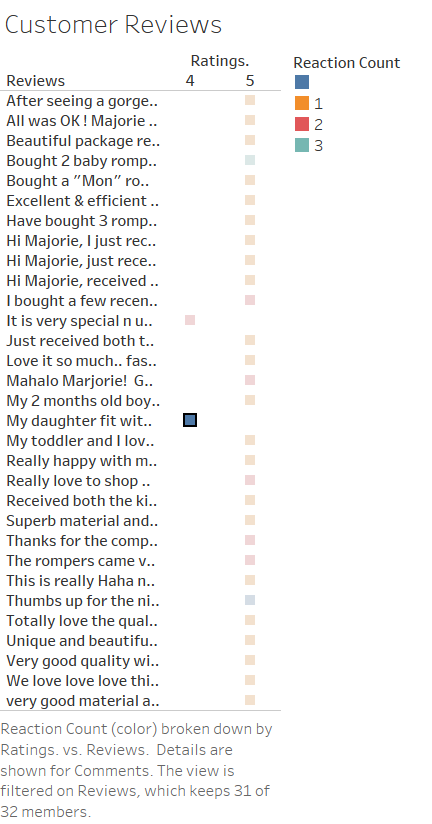 Customer Reviews
Ratings.
Reaction Count
Reviews 4 5
1
2
3
After seeing a gorge..
All was OK ! Majorie ..
Beautiful package re..
Bought 2 baby romp..
Bought a "Mon" ro..
Excellent & efficient ..
Have bought 3 romp..
Hi Majorie, I just rec..
Hi Majorie, just rece..
Hi Majorie, received ..
I bought a few recen..
It is very special n u..
Just received both t..
Love it so much.. fas..
Mahalo Marjorie! G..
My 2 months old boy..
My daughter fit wit..
My toddler and I lov..
Really happy with m..
Really love to shop ..
Received both the ki..
Superb material and..
Thanks for the comp..
The rompers came v..
This is really Haha n..
Thumbs up for the ni..
Totally love the qual..
Unique and beautifu..
Very good quality wi..
We love love love thi..
very good material a..
Reaction Count (color) broken down by
Ratings. vs. Reviews. Details are
shown for Comments. The view is
filtered on Reviews, which keeps 31 of
32 members.